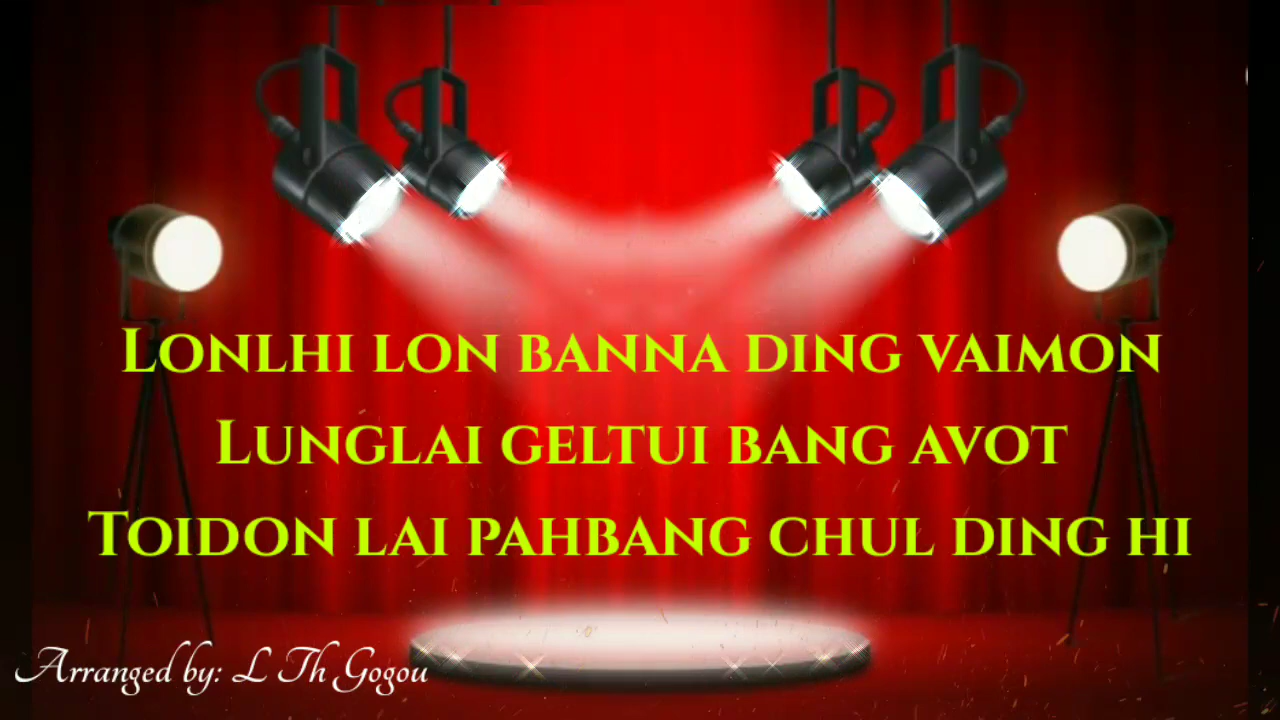 Lonlhi lon banna ding vaimon
Lunglai geltui bang avot
Toidon lai pahbang chul ding hi
Arranged by: L Th Gogou